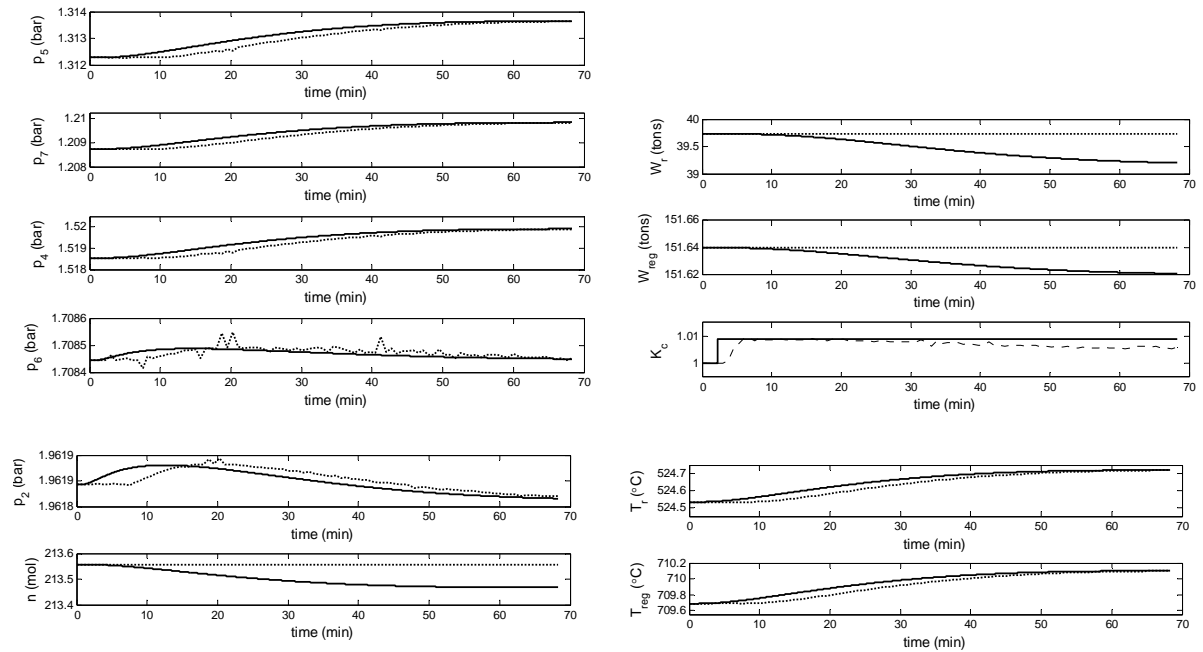 1.314
1.313
1.312
p5 (bar)
0 10 20 30 40 50 60 70
time (min)
1.21
1.209
1.208
p7 (bar)
0 10 20 30 40 50 60 70
time (min)
1.52
1.519
1.518
p4 (bar)
0 10 20 30 40 50 60 70
time (min)
1.7086
1.7085
1.7084
p6 (bar)
0 10 20 30 40 50 60 70
time (min)
1.9619
1.9619
1.9618
p2 (bar)
0 10 20 30 40 50 60 70
time (min)
213.6
213.5
213.4
n (mol)
0 10 20 30 40 50 60 70
time (min)
40
39.5
39
Wr (tons)
0 10 20 30 40 50 60 70
time (min)
151.66
151.64
151.62
Wreg (tons)
0 10 20 30 40 50 60 70
time (min)
1.01
1
Kc
0 10 20 30 40 50 60 70
time (min)
524.7
524.6
524.5
Tr (°C)
0 10 20 30 40 50 60 70
time (min)
710.2
710
709.8
709.6
Treg (°C)
0 10 20 30 40 50 60 70
time (min)